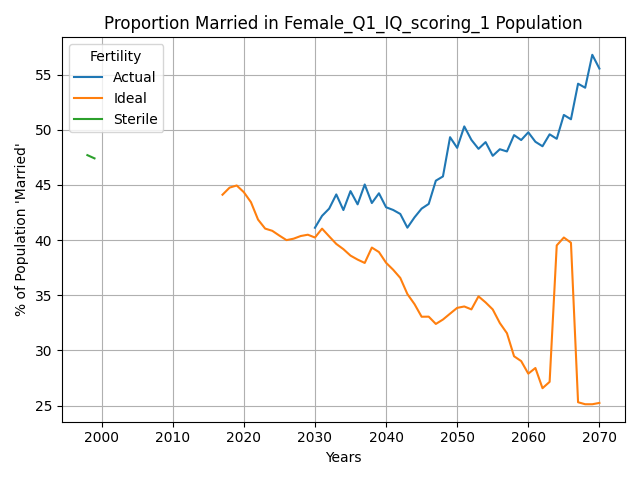 Proportion Married in Female_Q1_IQ_scoring_1 Population
Fertility
Actual
Ideal
Sterile
% of Population 'Married'
55
50
45
40
35
30
25
2000
2010
2020
2030
2040
2050
2060
2070
Years